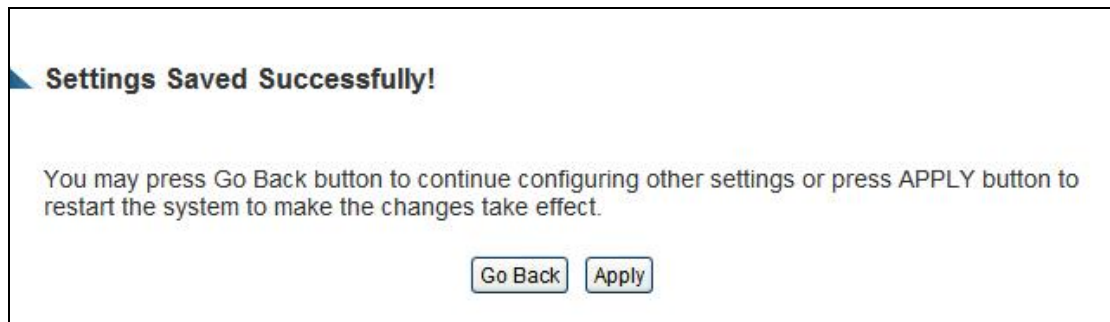 Settings Saved Successfully!
You may press Go Back button to continue configuring other settings or press APPLY button to
restart the system to make the changes take effect.
Go Back Apply